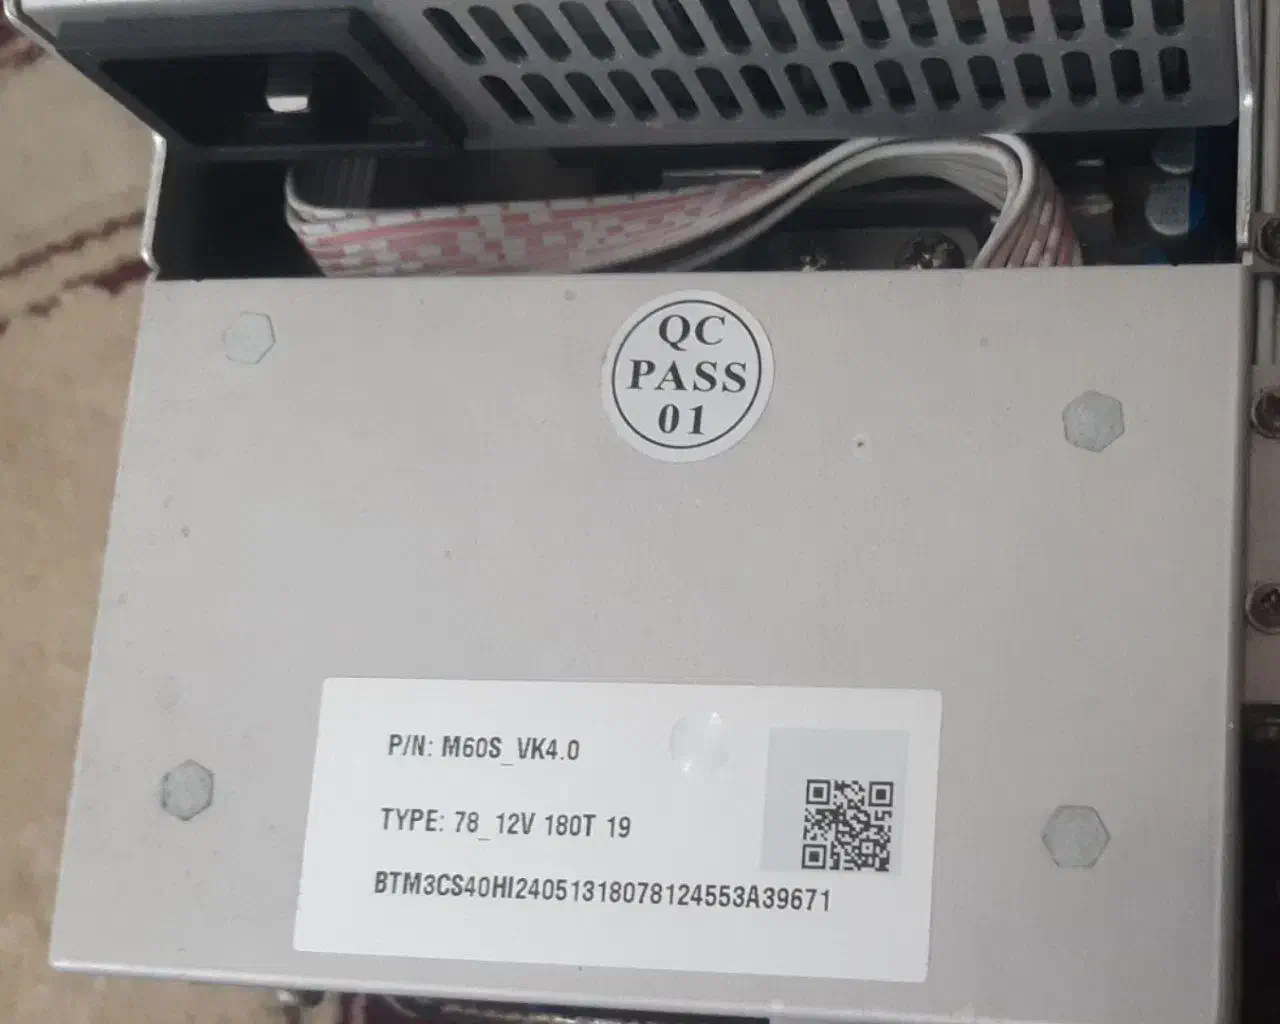 QC
PASS
01
P/N: M60S_VK4.0
TYPE: 78_12V 180T 19
BTM3CS40HI24051318078124553A39671